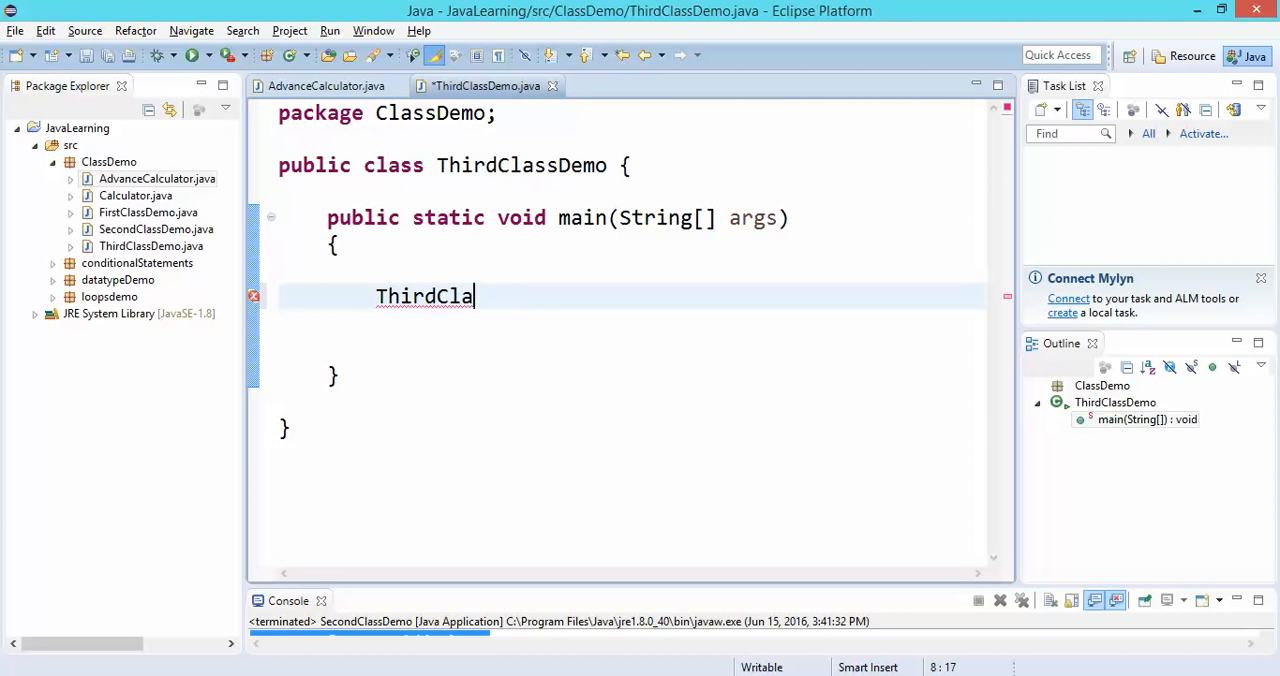 Java - JavaLearning/src/ClassDemo/ThirdClassDemo.java - Eclipse Platform
File Edit Source Refactor Navigate Search Project Run Window Help
Quick Access
Resource
Java
Package Explorer
AdvanceCalculator.java
*ThirdClassDemo.java
Task List
JavaLearning
src
ClassDemo
AdvanceCalculator.java
Calculator.java
FirstClassDemo.java
SecondClassDemo.java
ThirdClassDemo.java
conditionalStatements
datatypeDemo
loopsdemo
JRE System Library [JavaSE-1.8]
package ClassDemo;
public class ThirdClassDemo {
public static void main(String[] args)
{
ThirdCla
}
}
Find
All
Activate...
Connect Mylyn
Connect to your task and ALM tools or
create a local task.
Outline
ClassDemo
ThirdClassDemo
main(String[]) : void
Console
<terminated> SecondClassDemo [Java Application] C:\Program Files\Java\jre1.8.0_40\bin\javaw.exe (Jun 15, 2016, 3:41:32 PM)
Writable
Smart Insert
8 : 17